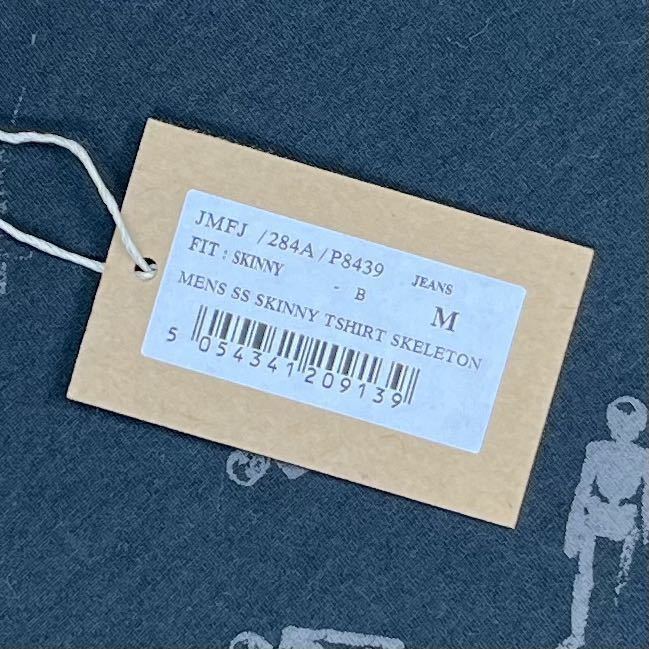 JMFJ /284A/P8439 JEANS
FIT : SKINNY - B M
MENS SS SKINNY TSHIRT SKELETON
5 054341 209139